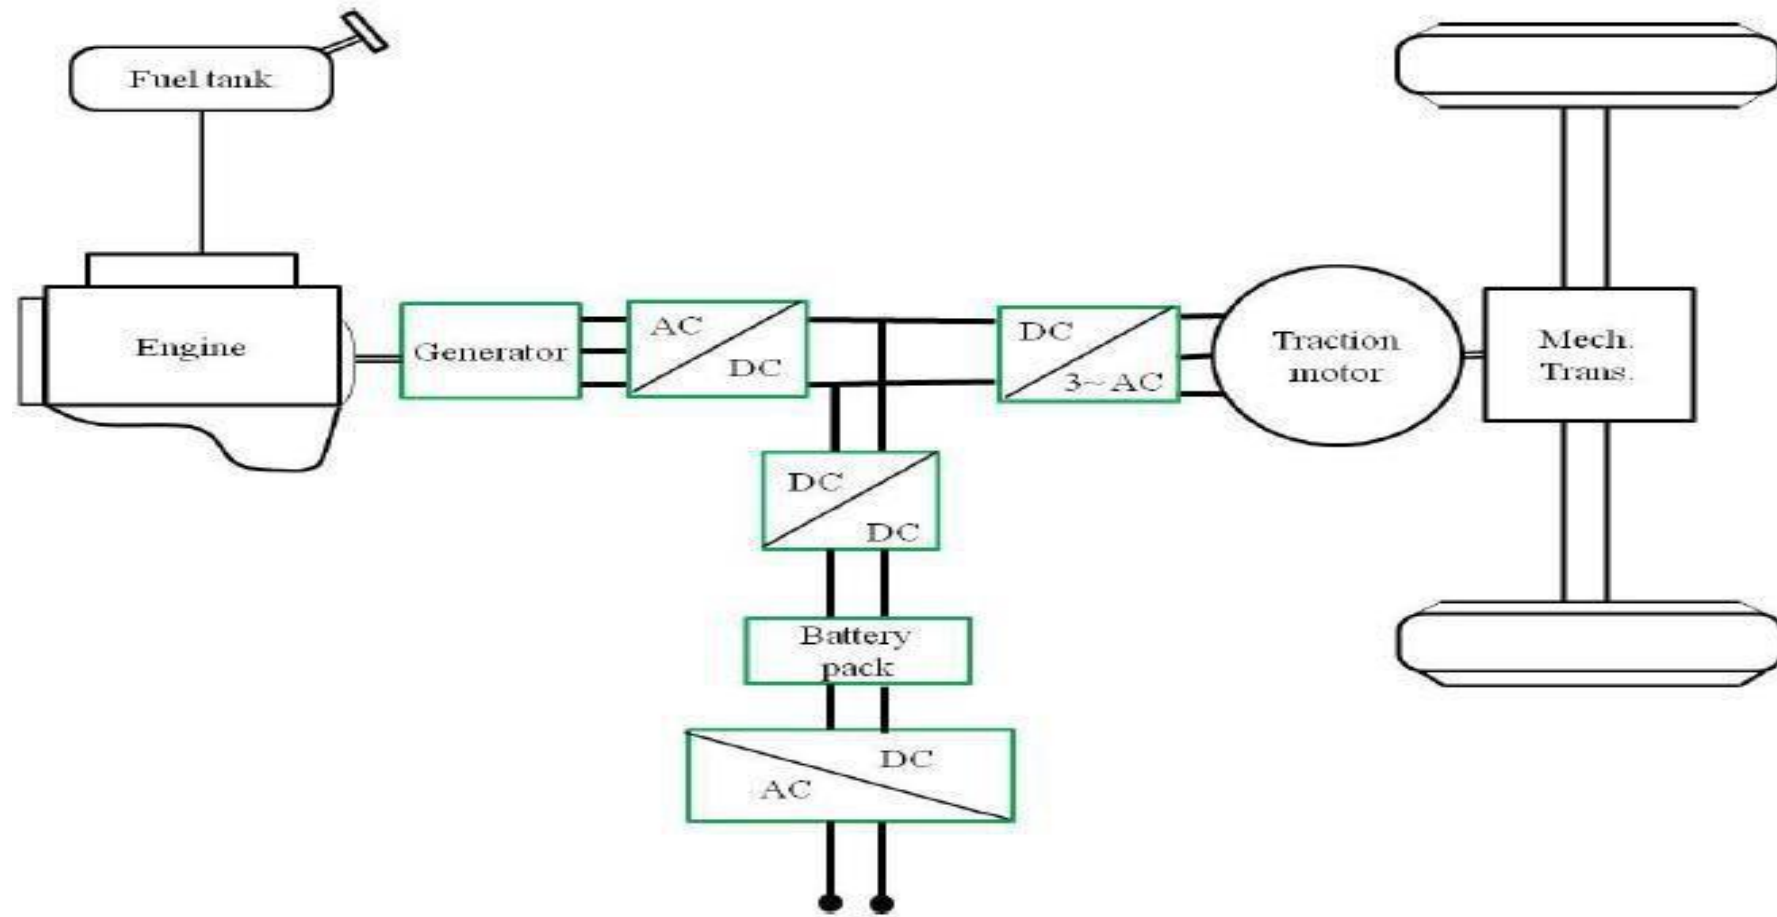 Fuel tank
Engine
Generator
AC
DC
DC
3~ AC
Traction
motor
Mech.
Trans.
DC
DC
Battery
pack
DC
AC